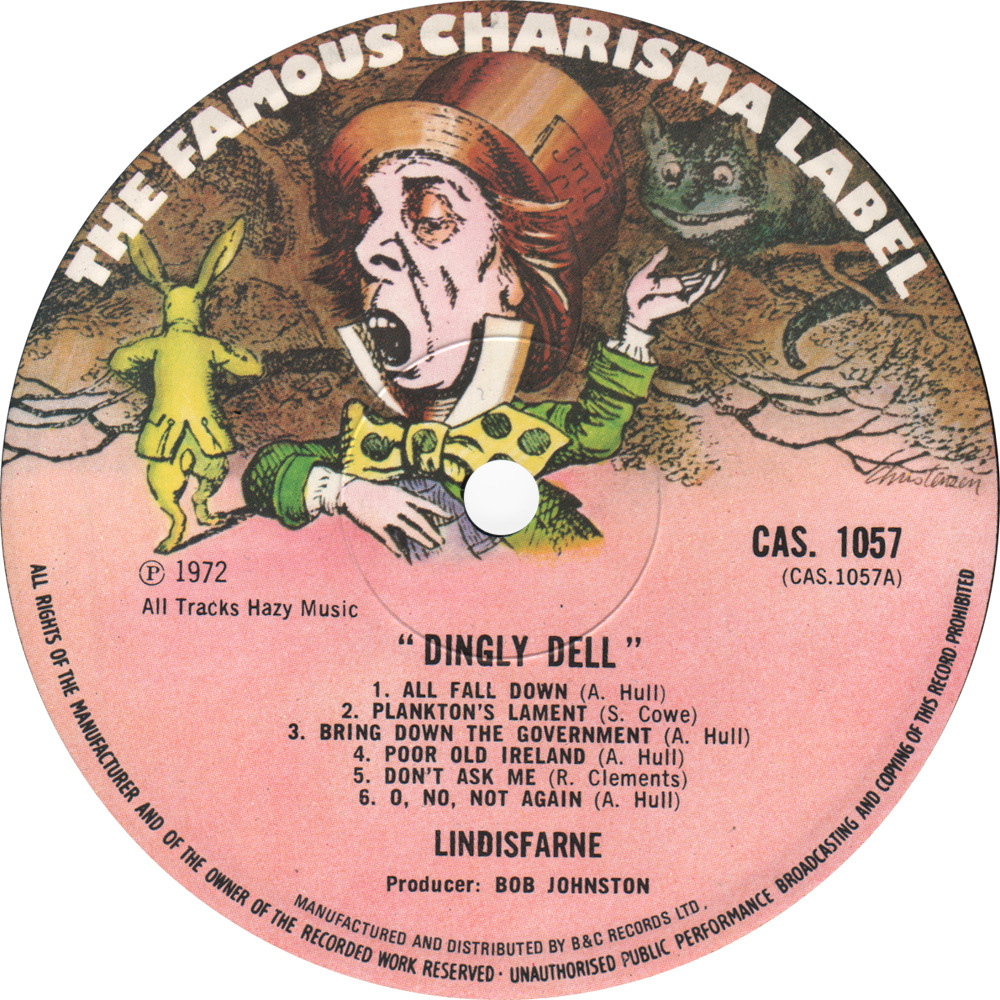 THE FAMOUS CHARISMA LABEL
Christensen
CAS. 1057
(CAS.1057A)
Ⓟ 1972
All Tracks Hazy Music
“DINGLY DELL”
1. ALL FALL DOWN (A. Hull)
2. PLANKTON'S LAMENT (S. Cowe)
3. BRING DOWN THE GOVERNMENT (A. Hull)
4. POOR OLD IRELAND (A. Hull)
5. DON'T ASK ME (R. Clements)
6. O, NO, NOT AGAIN (A. Hull)
LINDISFARNE
Producer: BOB JOHNSTON
MANUFACTURED AND DISTRIBUTED BY B&C RECORDS LTD.
ALL RIGHTS OF THE MANUFACTURER AND OF THE OWNER OF THE RECORDED WORK RESERVED · UNAUTHORISED PUBLIC PERFORMANCE BROADCASTING AND COPYING OF THIS RECORD PROHIBITED